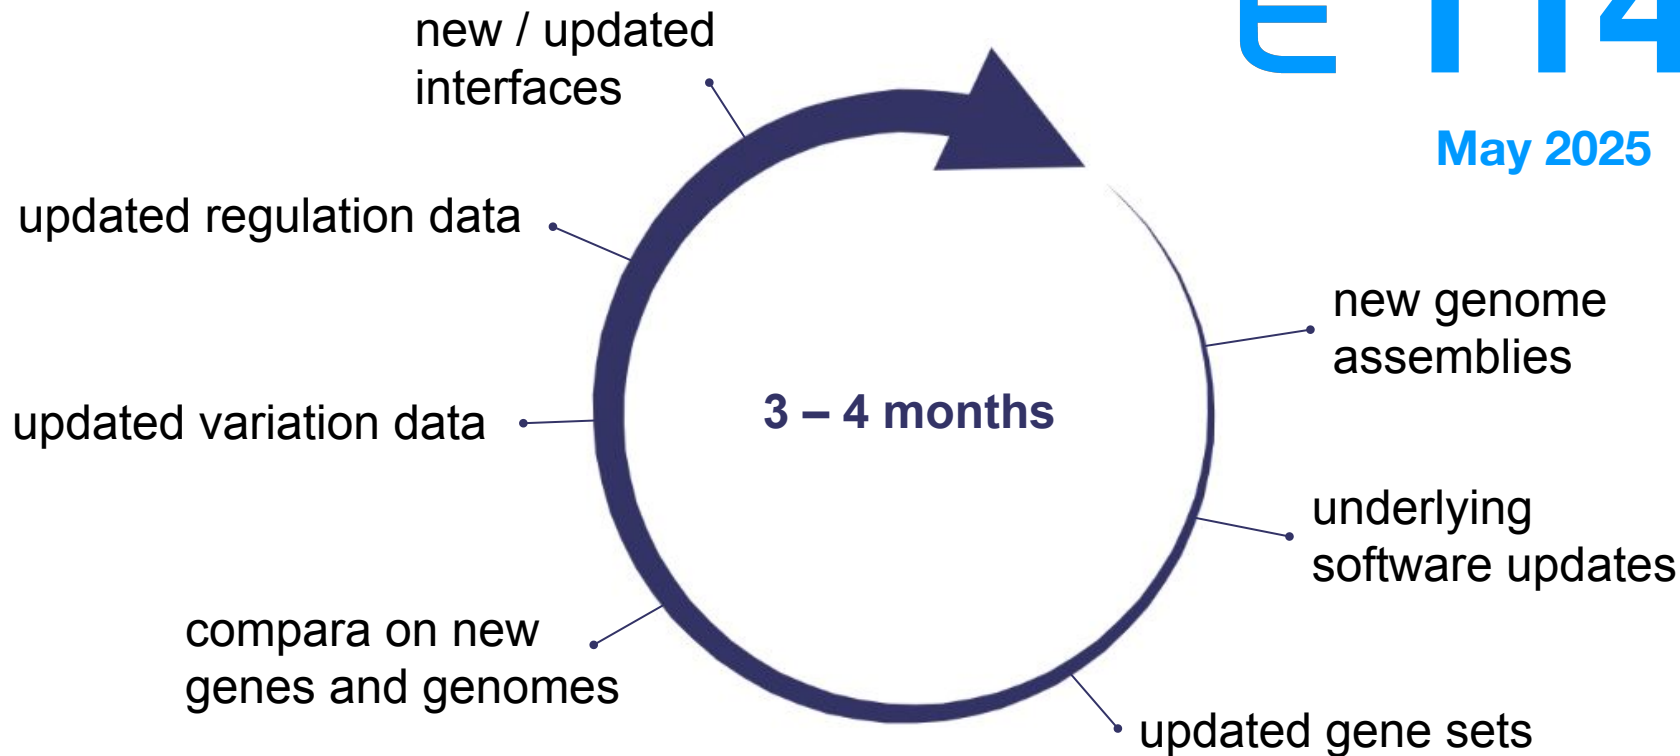 e114
May 2025
new / updated
interfaces
updated regulation data
new genome
assemblies
3 – 4 months
updated variation data
underlying
software updates
compara on new
genes and genomes
updated gene sets